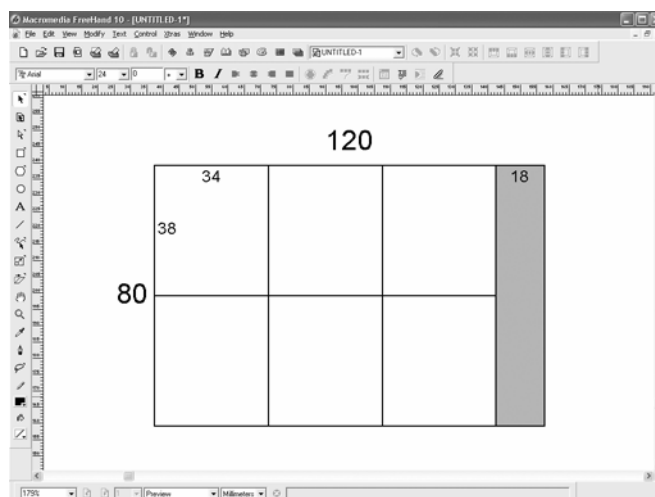 Macromedia FreeHand 10 - [UNTITLED-1*]
File Edit View Modify Text Control Xtras Window Help
UNTITLED-1
Arial 24 0
120
34 18
38
80
179% 1 Preview Millimeters